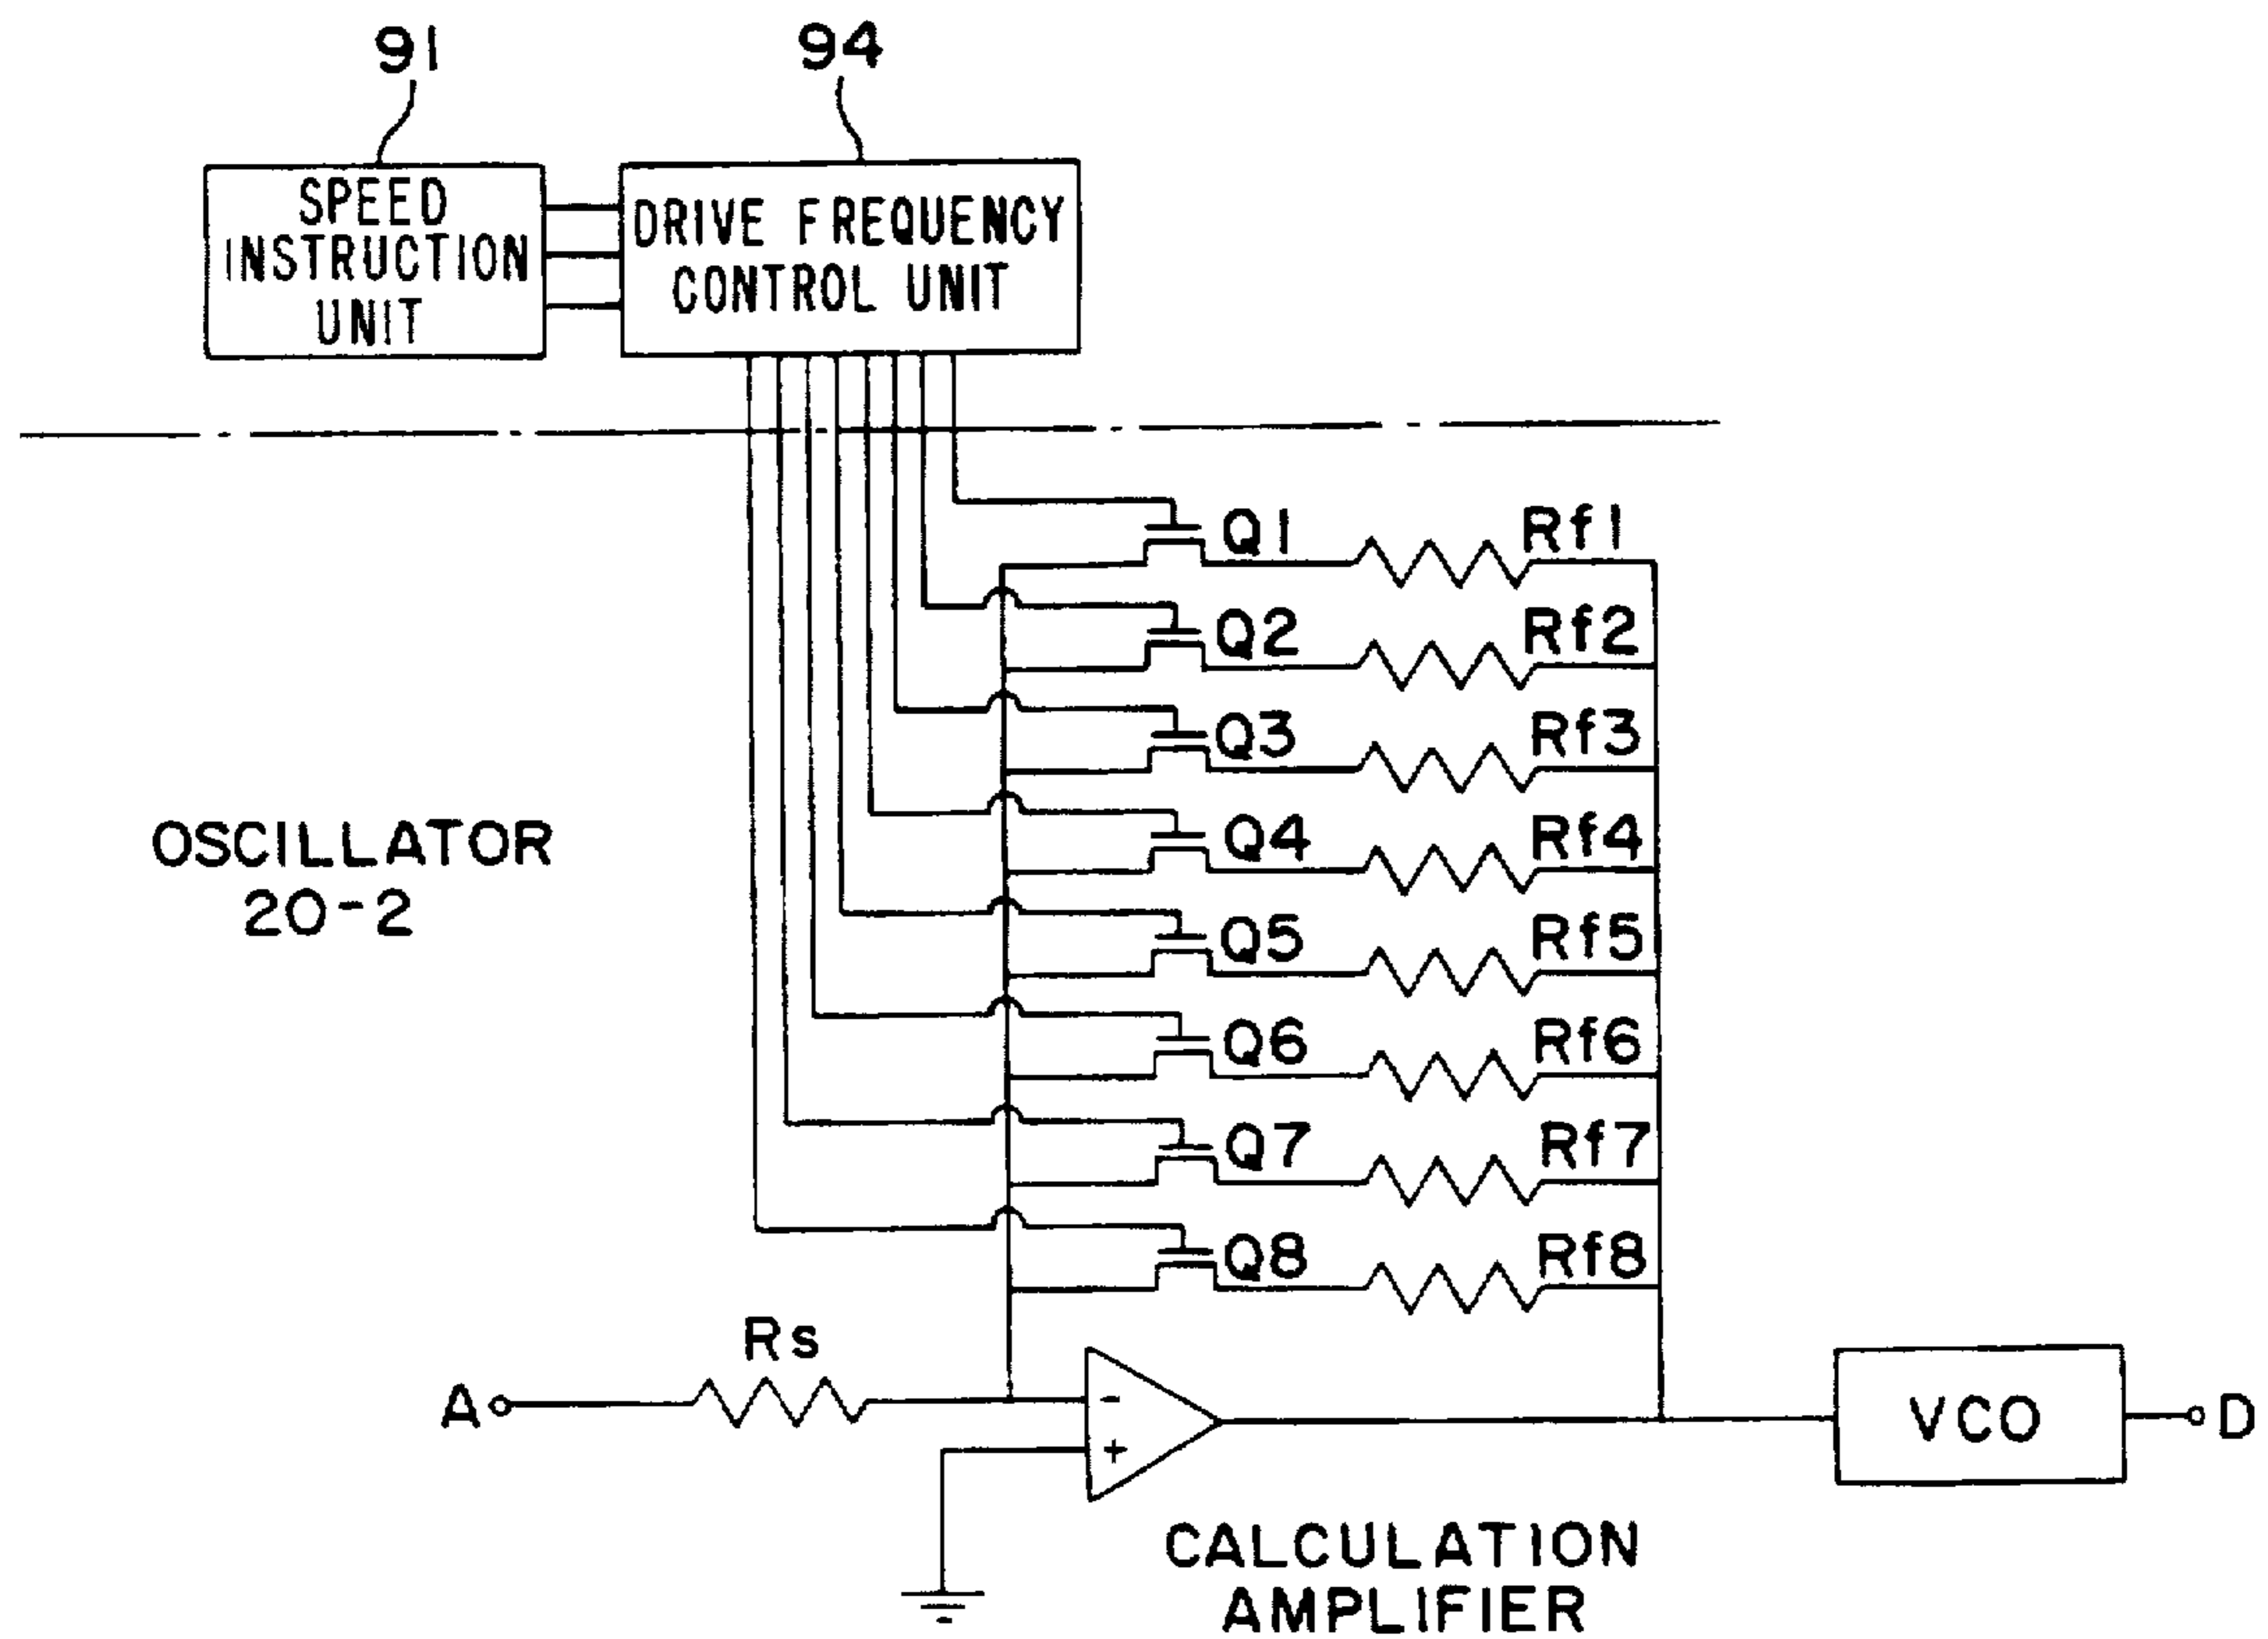 91
94
SPEED
INSTRUCTION
UNIT
DRIVE FREQUENCY
CONTROL UNIT
Q1
Rf1
Q2
Rf2
Q3
Rf3
Q4
Rf4
Q5
Rf5
Q6
Rf6
Q7
Rf7
Q8
Rf8
OSCILLATOR
20-2
Rs
A
-
+
VCO
D
CALCULATION
AMPLIFIER